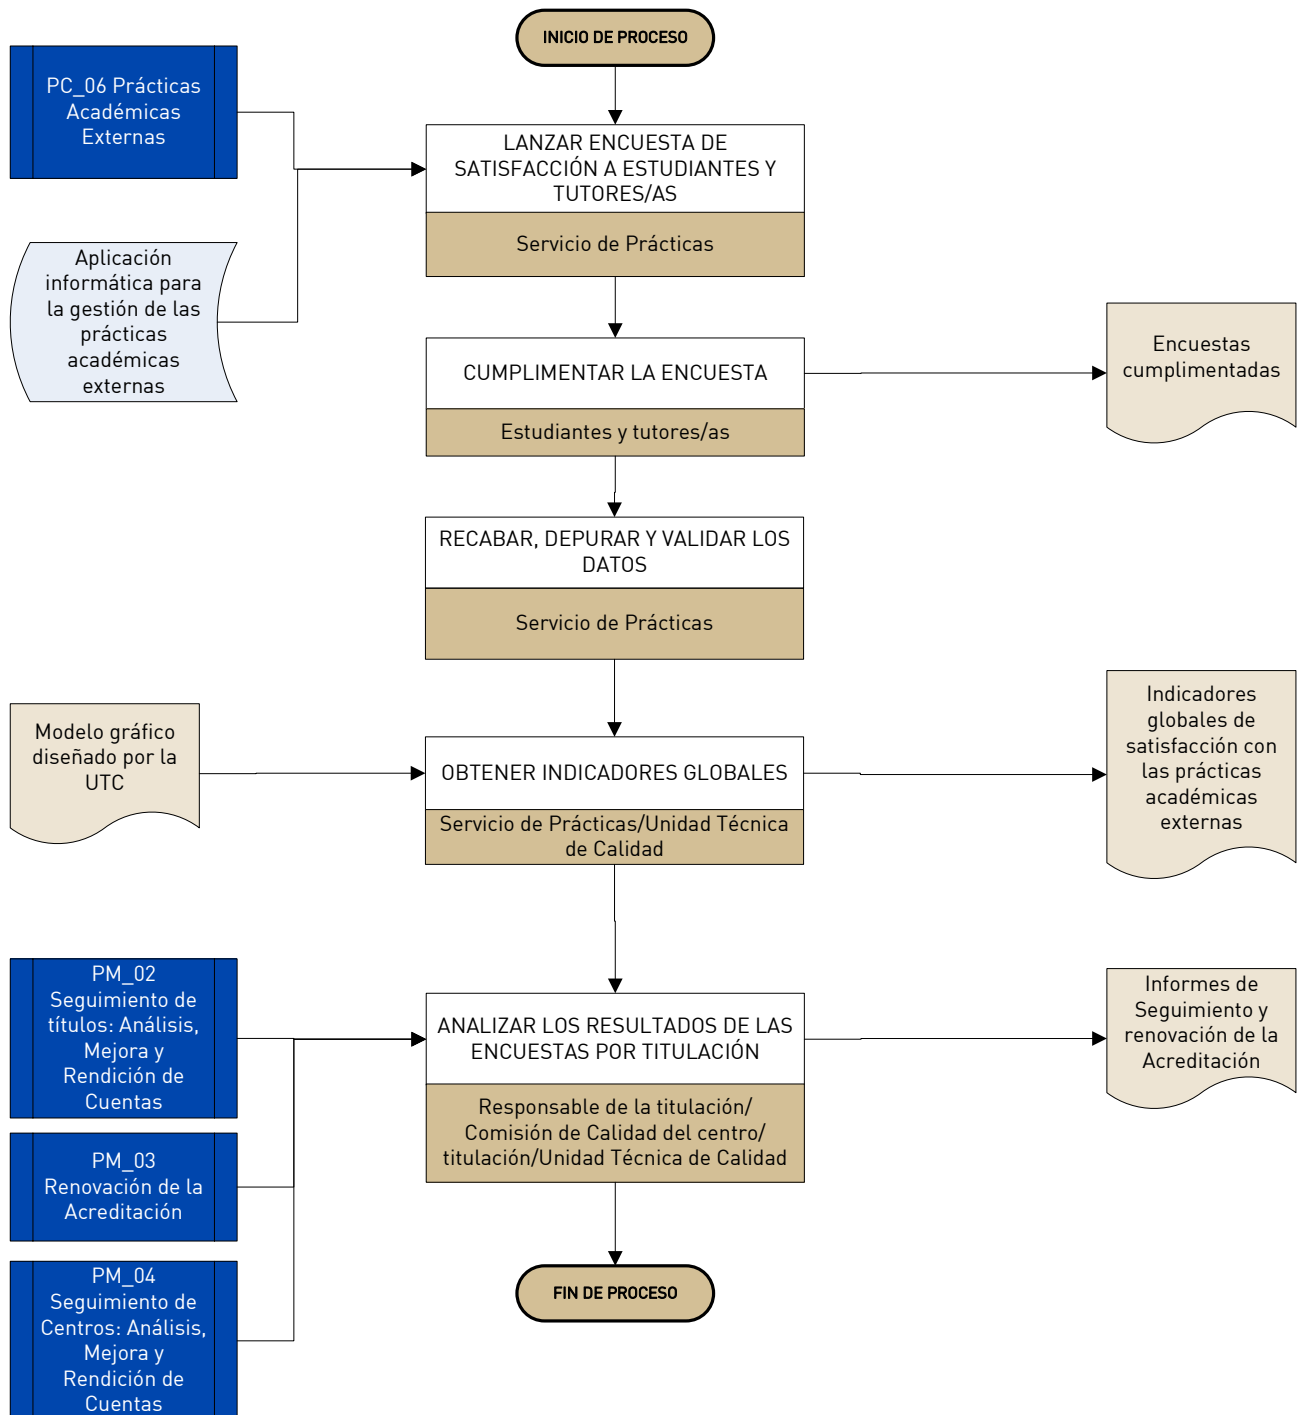 INICIO DE PROCESO
PC_06 Prácticas
Académicas
Externas
LANZAR ENCUESTA DE
SATISFACCIÓN A ESTUDIANTES Y
TUTORES/AS
Servicio de Prácticas
Aplicación
informática para
la gestión de las
prácticas
académicas
externas
CUMPLIMENTAR LA ENCUESTA
Estudiantes y tutores/as
Encuestas
cumplimentadas
RECABAR, DEPURAR Y VALIDAR LOS
DATOS
Servicio de Prácticas
Modelo gráfico
diseñado por la
UTC
OBTENER INDICADORES GLOBALES
Servicio de Prácticas/Unidad Técnica
de Calidad
Indicadores
globales de
satisfacción con
las prácticas
académicas
externas
PM_02
Seguimiento de
títulos: Análisis,
Mejora y
Rendición de
Cuentas
ANALIZAR LOS RESULTADOS DE LAS
ENCUESTAS POR TITULACIÓN
Responsable de la titulación/
Comisión de Calidad del centro/
titulación/Unidad Técnica de Calidad
Informes de
Seguimiento y
renovación de la
Acreditación
PM_03
Renovación de la
Acreditación
PM_04
Seguimiento de
Centros: Análisis,
Mejora y
Rendición de
Cuentas
FIN DE PROCESO